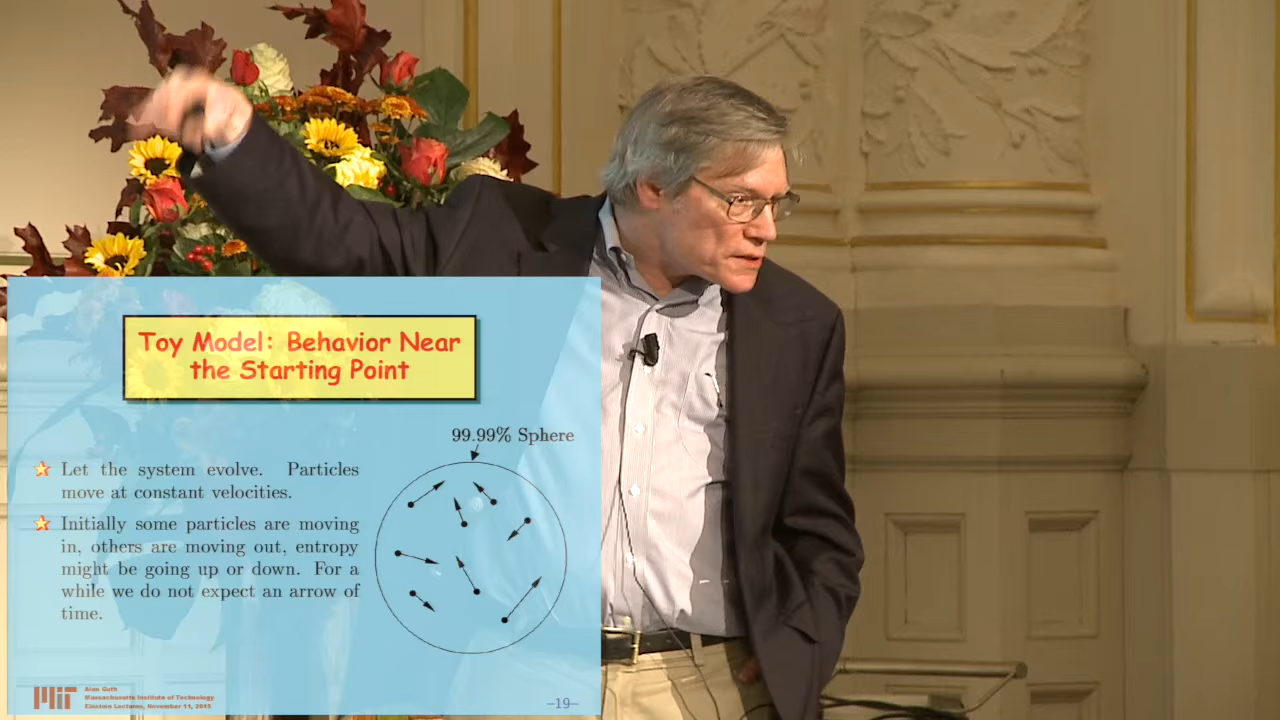 Toy Model: Behavior Near
the Starting Point
99.99% Sphere
Let the system evolve. Particles
move at constant velocities.
Initially some particles are moving
in, others are moving out, entropy
might be going up or down. For a
while we do not expect an arrow of
time.
MIT
Alan Guth
Massachusetts Institute of Technology
Einstein Lectures, November 11, 2015
–19–